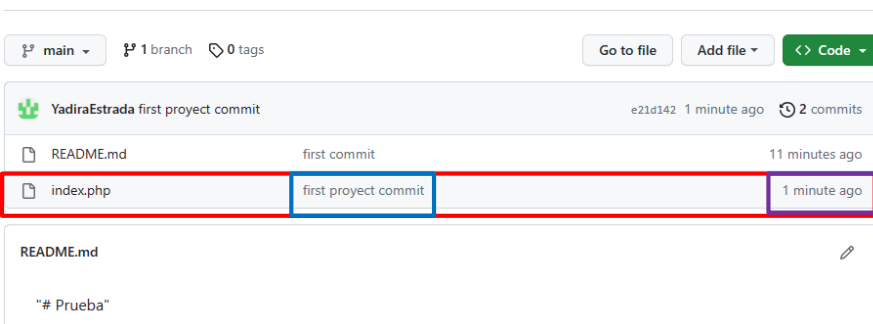 main 1 branch 0 tags Go to file Add file <> Code
YadiraEstrada first proyect commit e21d142 1 minute ago 2 commits
README.md first commit 11 minutes ago
index.php first proyect commit 1 minute ago
README.md
"# Prueba"